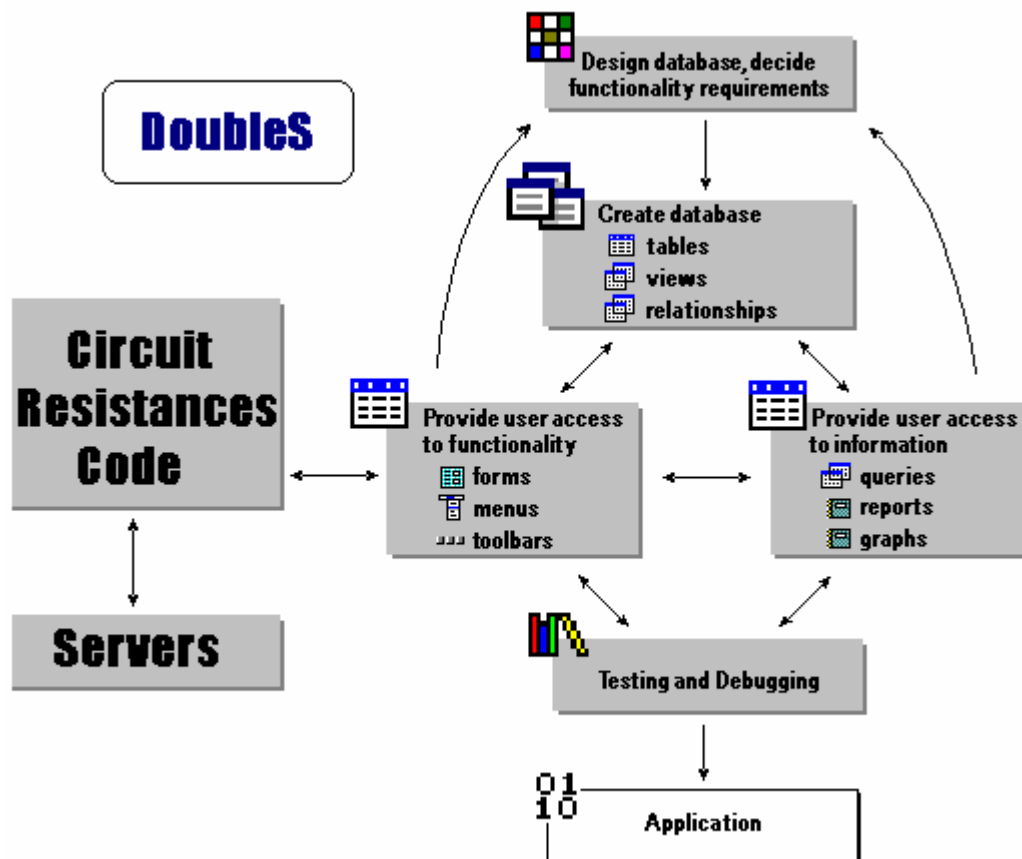 Design database, decide
functionality requirements
DoubleS
Create database
tables
views
relationships
Circuit
Resistances
Code
Provide user access
to functionality
forms
menus
toolbars
Provide user access
to information
queries
reports
graphs
Servers
Testing and Debugging
01
10
Application